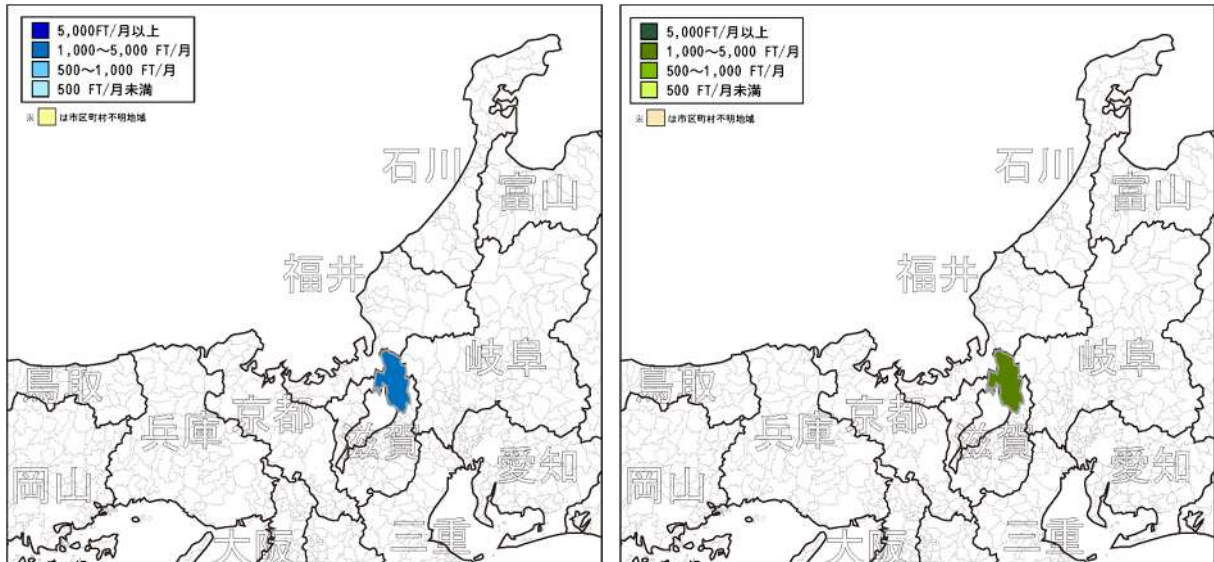 5,000FT/月以上
1,000～5,000 FT/月
500～1,000 FT/月
500 FT/月未満
※ は市区町村不明地域
石川
富山
福井
岐阜
鳥取
京都
兵庫
滋賀
愛知
岡山
大阪
三重
5,000FT/月以上
1,000～5,000 FT/月
500～1,000 FT/月
500 FT/月未満
※ は市区町村不明地域
石川
富山
福井
岐阜
鳥取
京都
兵庫
滋賀
愛知
岡山
大阪
三重